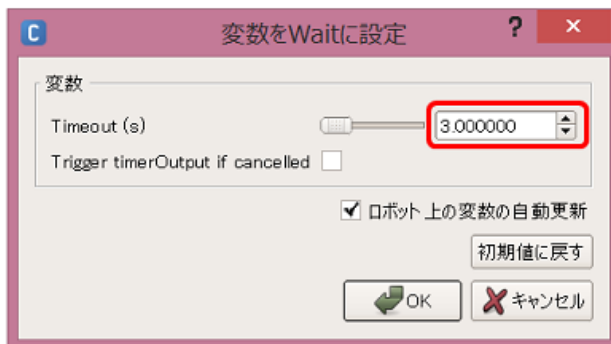 C 変数をWaitに設定 ? ×
変数
Timeout (s) 3.000000
Trigger timerOutput if cancelled
ロボット上の変数の自動更新
初期値に戻す
OK キャンセル